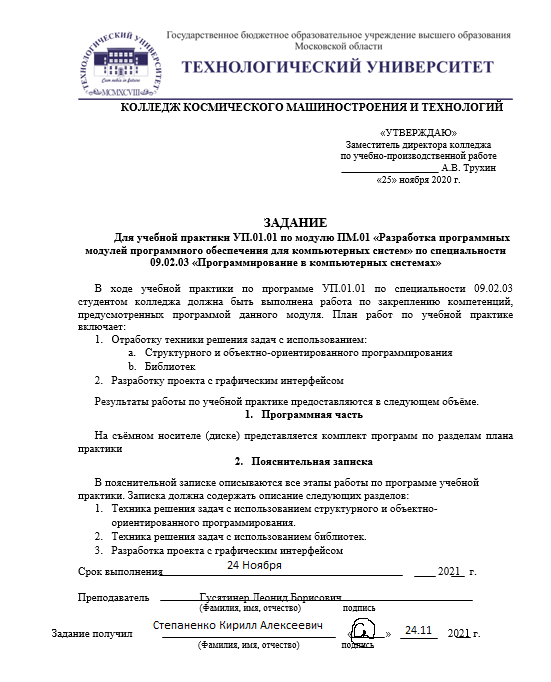 ТЕХНОЛОГИЧЕСКИЙ УНИВЕРСИТЕТ
MCMXCVIII
Государственное бюджетное образовательное учреждение высшего образования
Московской области
ТЕХНОЛОГИЧЕСКИЙ УНИВЕРСИТЕТ
КОЛЛЕДЖ КОСМИЧЕСКОГО МАШИНОСТРОЕНИЯ И ТЕХНОЛОГИЙ
«УТВЕРЖДАЮ»
Заместитель директора колледжа
по учебно-производственной работе
____________________ А.В. Трухин
«25» ноября 2020 г.
ЗАДАНИЕ
Для учебной практики УП.01.01 по модулю ПМ.01 «Разработка программных
модулей программного обеспечения для компьютерных систем» по специальности
09.02.03 «Программирование в компьютерных системах»
В ходе учебной практики по программе УП.01.01 по специальности 09.02.03
студентом колледжа должна быть выполнена работа по закреплению компетенций,
предусмотренных программой данного модуля. План работ по учебной практике
включает:
1. Отработку техники решения задач с использованием:
a. Структурного и объектно-ориентированного программирования
b. Библиотек
2. Разработку проекта с графическим интерфейсом
Результаты работы по учебной практике предоставляются в следующем объёме.
1. Программная часть
На съёмном носителе (диске) представляется комплект программ по разделам плана
практики
2. Пояснительная записка
В пояснительной записке описываются все этапы работы по программе учебной
практики. Записка должна содержать описание следующих разделов:
1. Техника решения задач с использованием структурного и объектно-
ориентированного программирования.
2. Техника решения задач с использованием библиотек.
3. Разработка проекта с графическим интерфейсом
Срок выполнения 24 Ноября ____ 2021 г.
Преподаватель Гусятинер Леонид Борисович
(Фамилия, имя, отчество) подпись
Задание получил Степаненко Кирилл Алексеевич « » 24.11 2021 г.
(Фамилия, имя, отчество) подпись